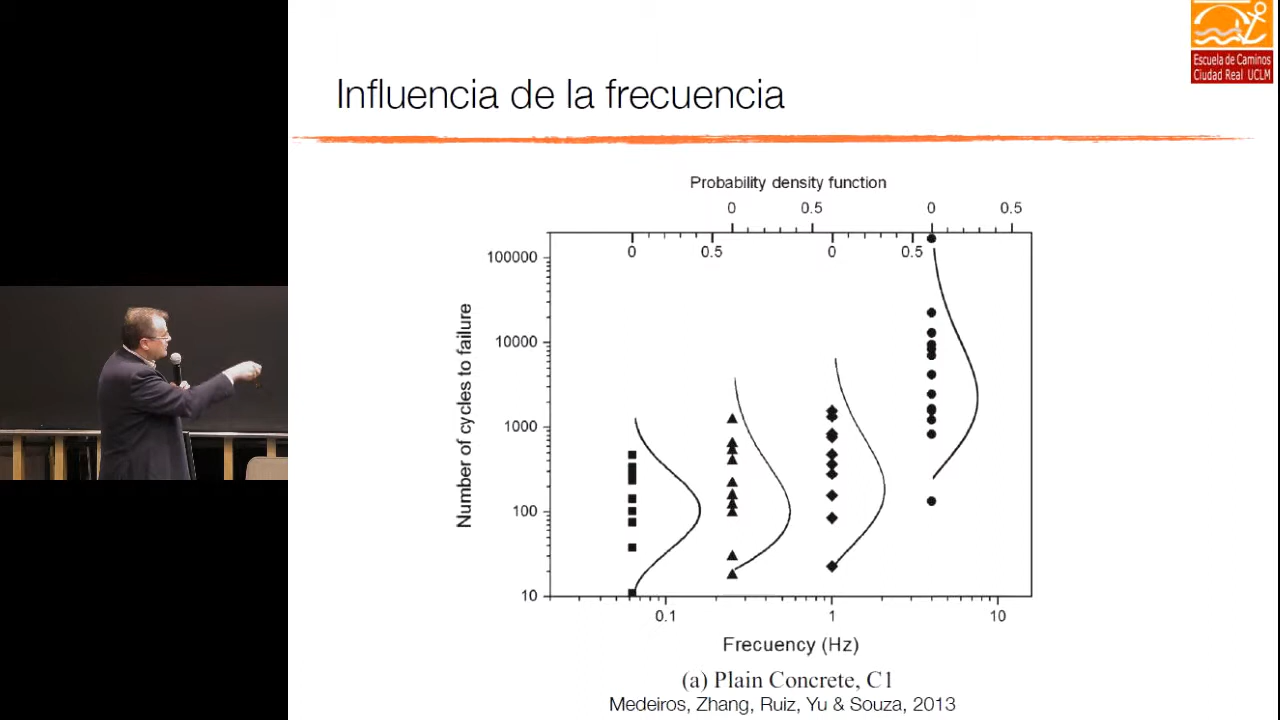 Escuela de Caminos
Ciudad Real UCLM
Influencia de la frecuencia
Probability density function
0 0.5 0 0.5
0 0.5 0 0.5
100000
10000
1000
100
10
Number of cycles to failure
0.1 1 10
Frecuency (Hz)
(a) Plain Concrete, C1
Medeiros, Zhang, Ruiz, Yu & Souza, 2013